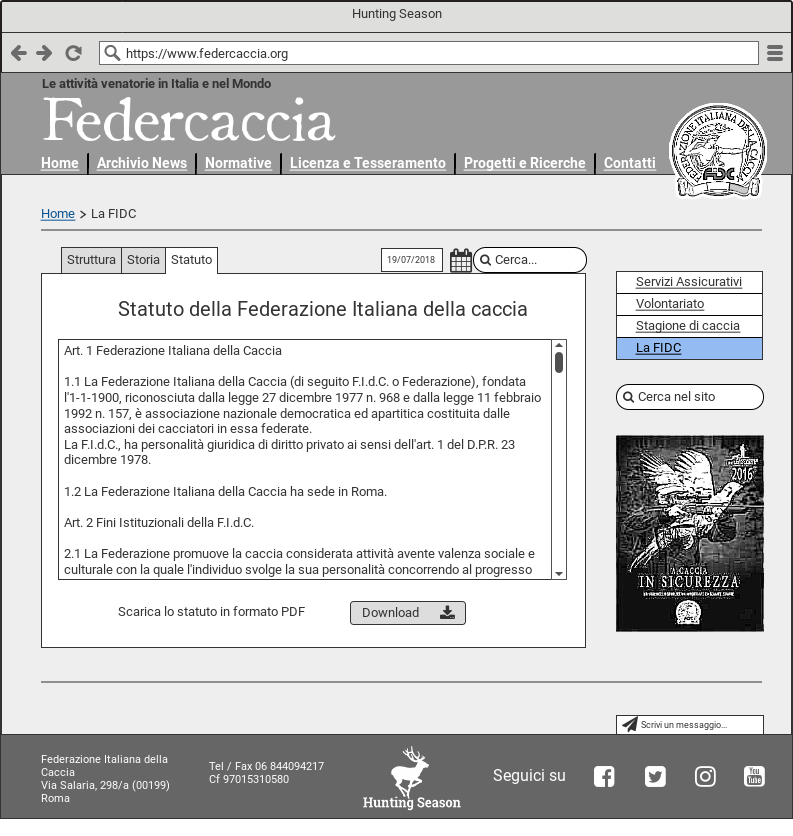 Hunting Season
https://www.federcaccia.org
Le attività venatorie in Italia e nel Mondo
Federcaccia
Home
Archivio News
Normative
Licenza e Tesseramento
Progetti e Ricerche
Contatti
FEDERAZIONE ITALIANA DELLA CACCIA
FIDC
Home > La FIDC
Struttura
Storia
Statuto
19/07/2018
Cerca...
Statuto della Federazione Italiana della caccia
Art. 1 Federazione Italiana della Caccia
1.1 La Federazione Italiana della Caccia (di seguito F.I.d.C. o Federazione), fondata
l'1-1-1900, riconosciuta dalla legge 27 dicembre 1977 n. 968 e dalla legge 11 febbraio
1992 n. 157, è associazione nazionale democratica ed apartitica costituita dalle
associazioni dei cacciatori in essa federate.
La F.I.d.C., ha personalità giuridica di diritto privato ai sensi dell'art. 1 del D.P.R. 23
dicembre 1978.
1.2 La Federazione Italiana della Caccia ha sede in Roma.
Art. 2 Fini Istituzionali della F.I.d.C.
2.1 La Federazione promuove la caccia considerata attività avente valenza sociale e
culturale con la quale l'individuo svolge la sua personalità concorrendo al progresso
Scarica lo statuto in formato PDF
Download
Servizi Assicurativi
Volontariato
Stagione di caccia
La FIDC
Cerca nel sito
2016
A CACCIA
IN SICUREZZA
Scrivi un messaggio...
Federazione Italiana della
Caccia
Via Salaria, 298/a (00199)
Roma
Tel / Fax 06 844094217
Cf 97015310580
Hunting Season
Seguici su
You
Tube